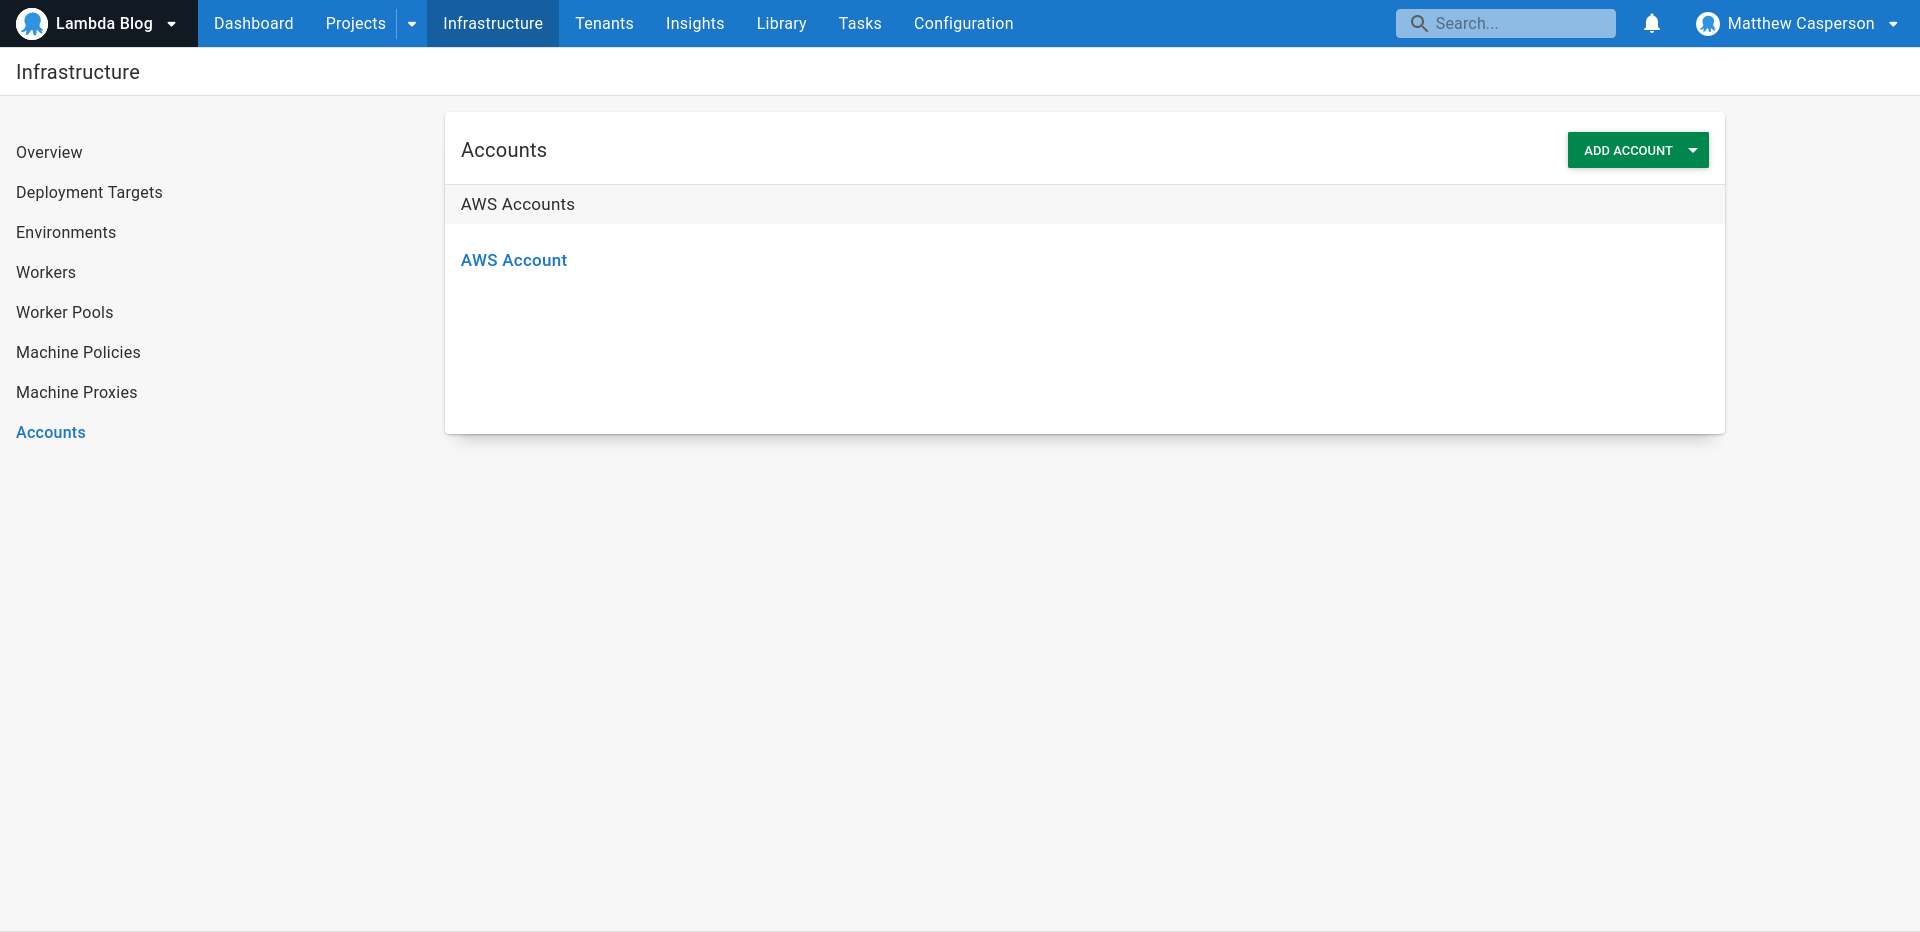 Lambda Blog Dashboard Projects Infrastructure Tenants Insights Library Tasks Configuration Search... Matthew Casperson
Infrastructure
Accounts ADD ACCOUNT
AWS Accounts
AWS Account
Overview
Deployment Targets
Environments
Workers
Worker Pools
Machine Policies
Machine Proxies
Accounts